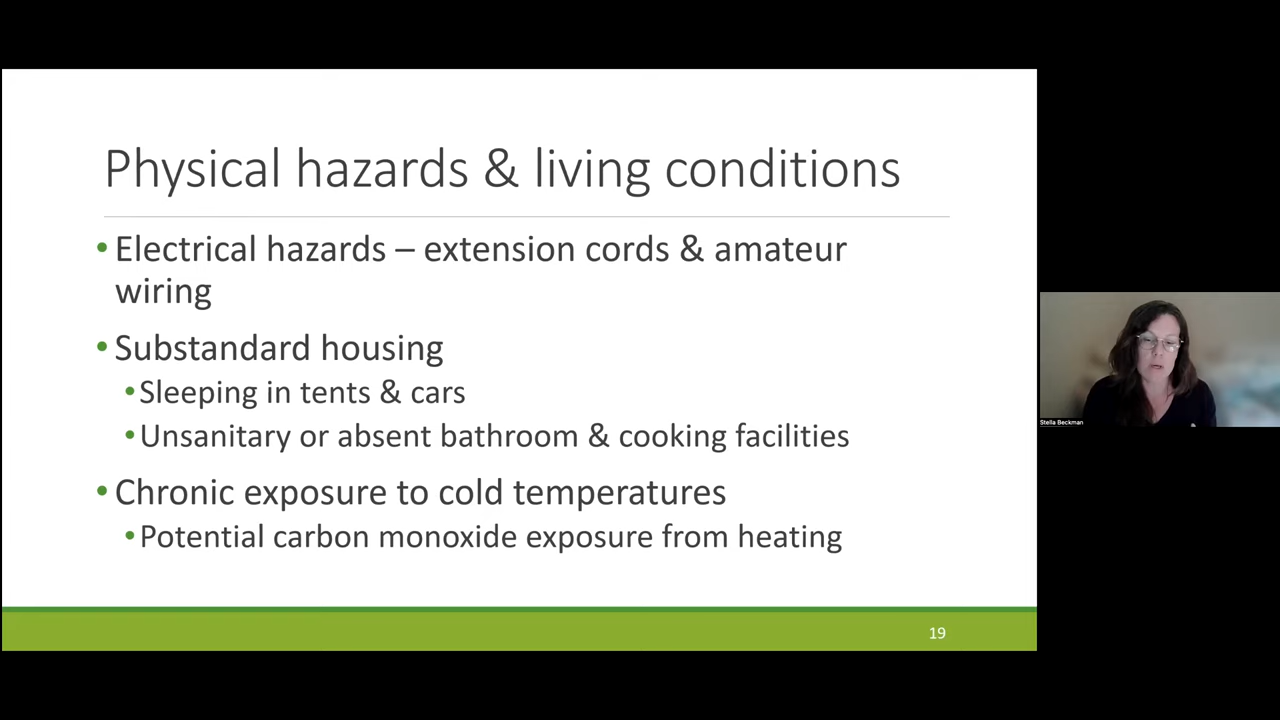 Physical hazards & living conditions
•Electrical hazards – extension cords & amateur
wiring
•Substandard housing
•Sleeping in tents & cars
•Unsanitary or absent bathroom & cooking facilities
•Chronic exposure to cold temperatures
•Potential carbon monoxide exposure from heating
19
Stella Beckman